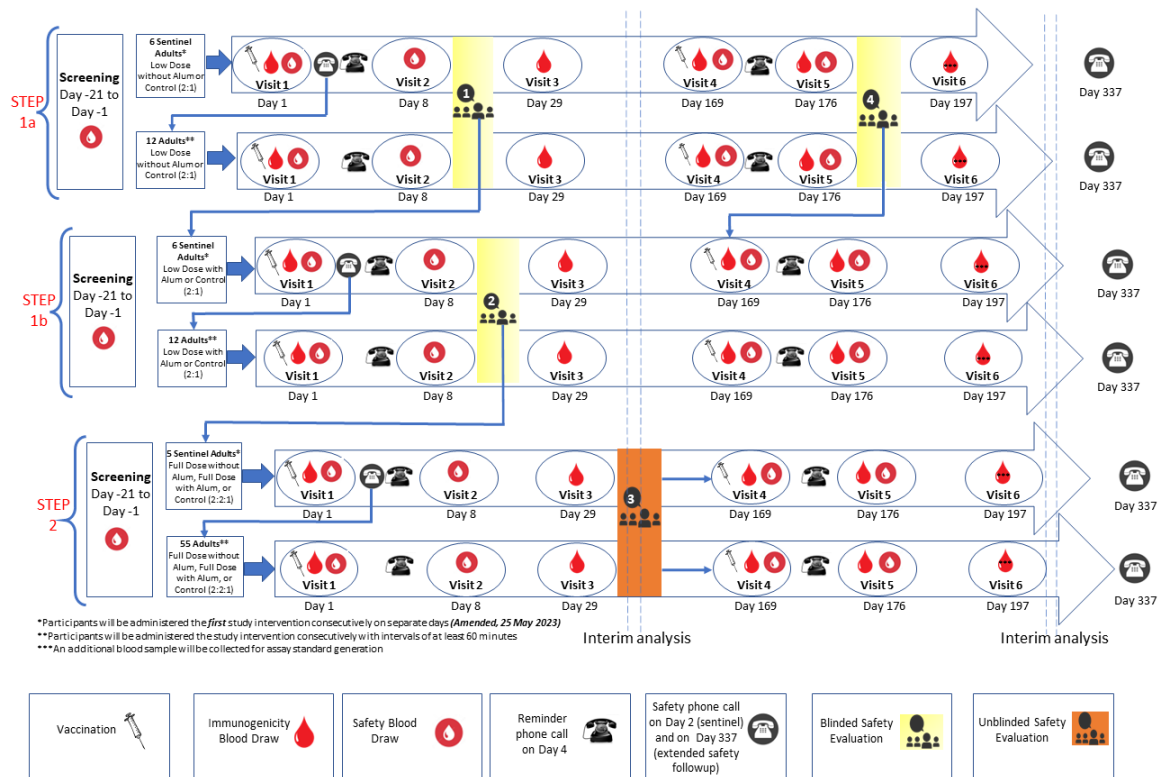 STEP
1a
Screening
Day -21 to
Day -1
6 Sentinel
Adults*
Low Dose
without Alum or
Control (2:1)
Visit 1
Visit 2
1
Visit 3
Visit 4
Visit 5
4
Visit 6
Day 1
Day 8
Day 29
Day 169
Day 176
Day 197
Day 337
12 Adults**
Low Dose
without Alum or
Control (2:1)
Visit 1
Visit 2
Visit 3
Visit 4
Visit 5
Visit 6
Day 1
Day 8
Day 29
Day 169
Day 176
Day 197
Day 337
STEP
1b
Screening
Day -21 to
Day -1
6 Sentinel
Adults*
Low Dose with
Alum or Control
(2:1)
Visit 1
Visit 2
2
Visit 3
Visit 4
Visit 5
Visit 6
Day 1
Day 8
Day 29
Day 169
Day 176
Day 197
Day 337
12 Adults**
Low Dose with
Alum or Control
(2:1)
Visit 1
Visit 2
Visit 3
Visit 4
Visit 5
Visit 6
Day 1
Day 8
Day 29
Day 169
Day 176
Day 197
Day 337
STEP
2
Screening
Day -21 to
Day -1
5 Sentinel Adults*
Full Dose without
Alum, Full Dose
with Alum, or
Control (2:2:1)
Visit 1
Visit 2
Visit 3
3
Visit 4
Visit 5
Visit 6
Day 1
Day 8
Day 29
Day 169
Day 176
Day 197
Day 337
55 Adults**
Full Dose without
Alum, Full Dose
with Alum, or
Control (2:2:1)
Visit 1
Visit 2
Visit 3
Visit 4
Visit 5
Visit 6
Day 1
Day 8
Day 29
Day 169
Day 176
Day 197
Day 337
*Participants will be administered the first study intervention consecutively on separate days (Amended, 25 May 2023)
**Participants will be administered the study intervention consecutively with intervals of at least 60 minutes
***An additional blood sample will be collected for assay standard generation
Interim analysis
Interim analysis
Vaccination
Immunogenicity
Blood Draw
Safety Blood
Draw
Reminder
phone call
on Day 4
Safety phone call
on Day 2 (sentinel)
and on Day 337
(extended safety
followup)
Blinded Safety
Evaluation
Unblinded Safety
Evaluation